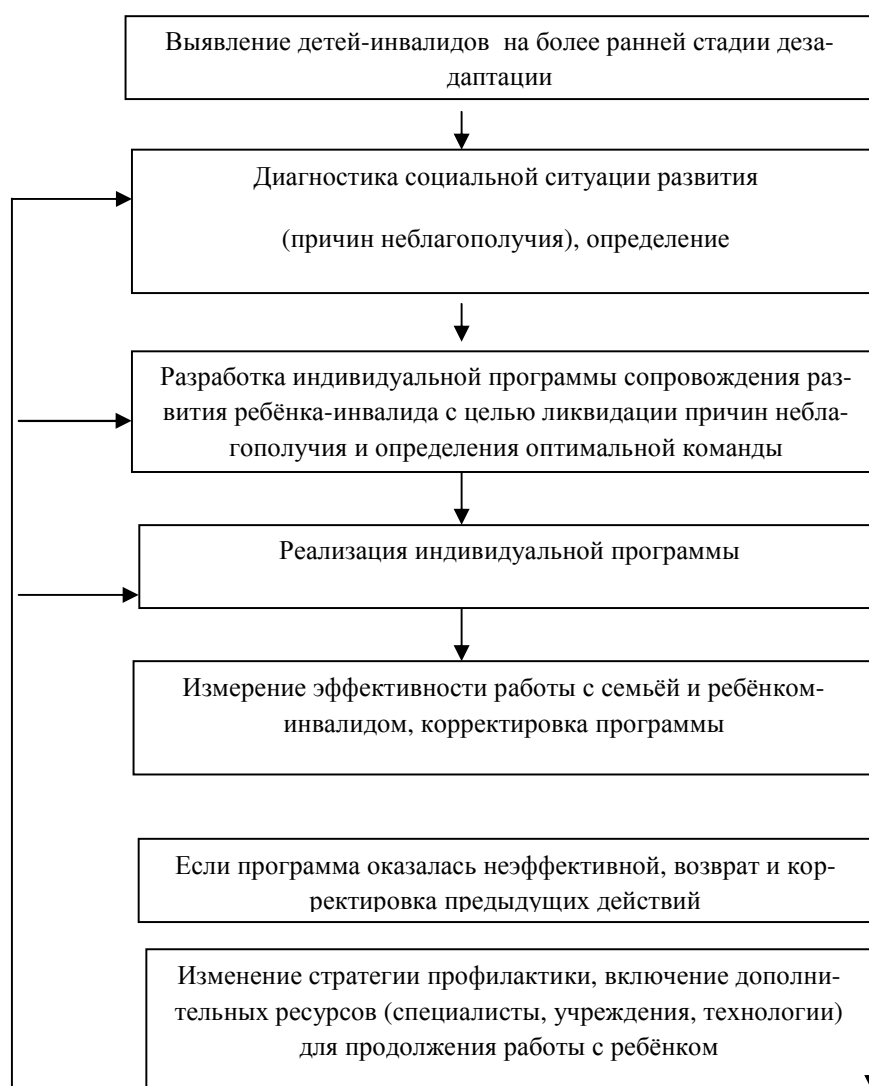 Выявление детей-инвалидов на более ранней стадии деза-
даптации
Диагностика социальной ситуации развития
(причин неблагополучия), определение
Разработка индивидуальной программы сопровождения раз-
вития ребёнка-инвалида с целью ликвидации причин небла-
гополучия и определения оптимальной команды
Реализация индивидуальной программы
Измерение эффективности работы с семьёй и ребёнком-
инвалидом, корректировка программы
Если программа оказалась неэффективной, возврат и кор-
ректировка предыдущих действий
Изменение стратегии профилактики, включение дополни-
тельных ресурсов (специалисты, учреждения, технологии)
для продолжения работы с ребёнком